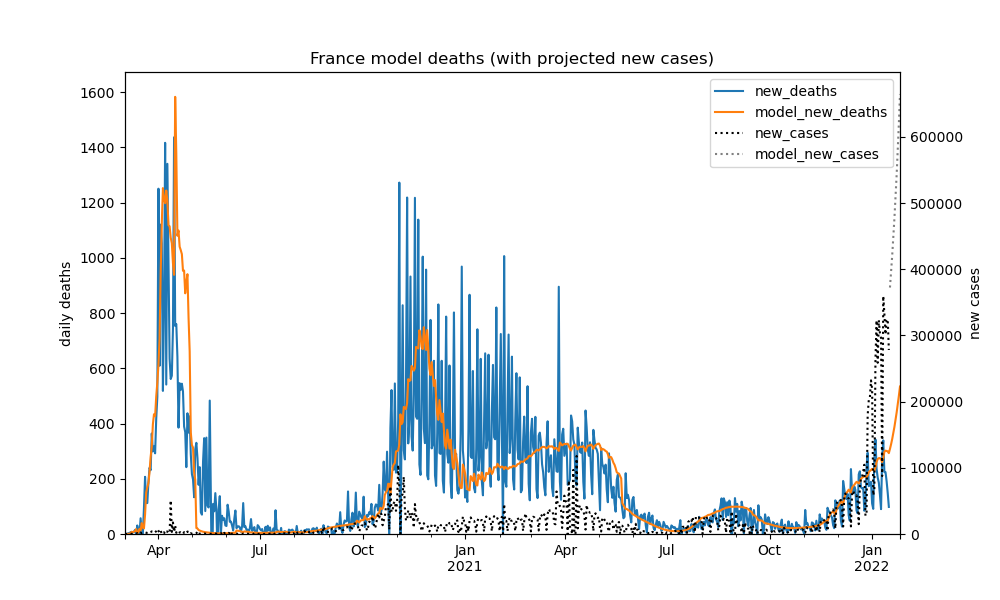 France model deaths (with projected new cases)
new_deaths
model_new_deaths
new_cases
model_new_cases
1600
1400
1200
1000
800
600
400
200
0
daily deaths
600000
500000
400000
300000
200000
100000
0
new cases
Apr
Jul
Oct
Jan
2021
Apr
Jul
Oct
Jan
2022